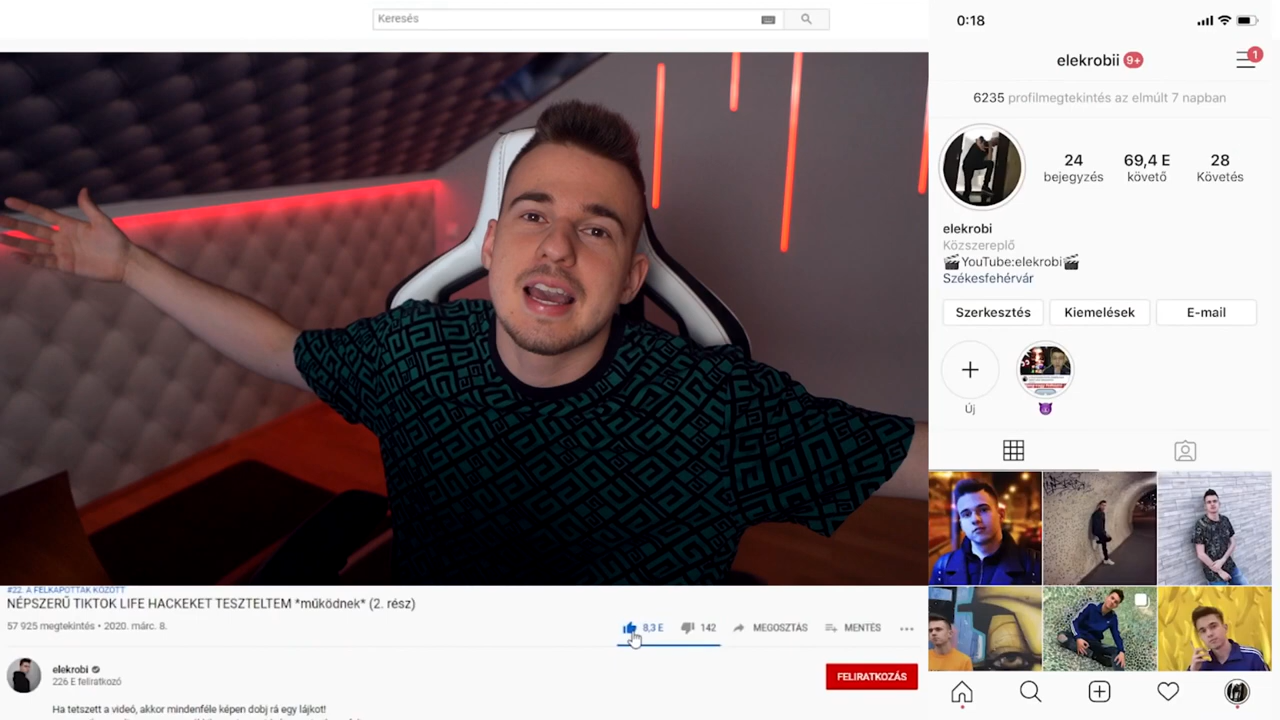 Keresés
#22. A FELKAPOTTAK KÖZÖTT
NÉPSZERŰ TIKTOK LIFE HACKEKET TESZTELTEM *működnek* (2. rész)
57 925 megtekintés • 2020. márc. 8.
8,3 E
142
MEGOSZTÁS
MENTÉS
elekrobi
226 E feliratkozó
FELIRATKOZÁS
Ha tetszett a videó, akkor mindenféle képen dobj rá egy lájkot!
0:18
elekrobii 9+
1
6235 profilmegtekintés az elmúlt 7 napban
24 69,4 E 28
bejegyzés követő Követés
elekrobi
Közszereplő
🎬YouTube:elekrobi🎬
Székesfehérvár
Szerkesztés Kiemelések E-mail
Új